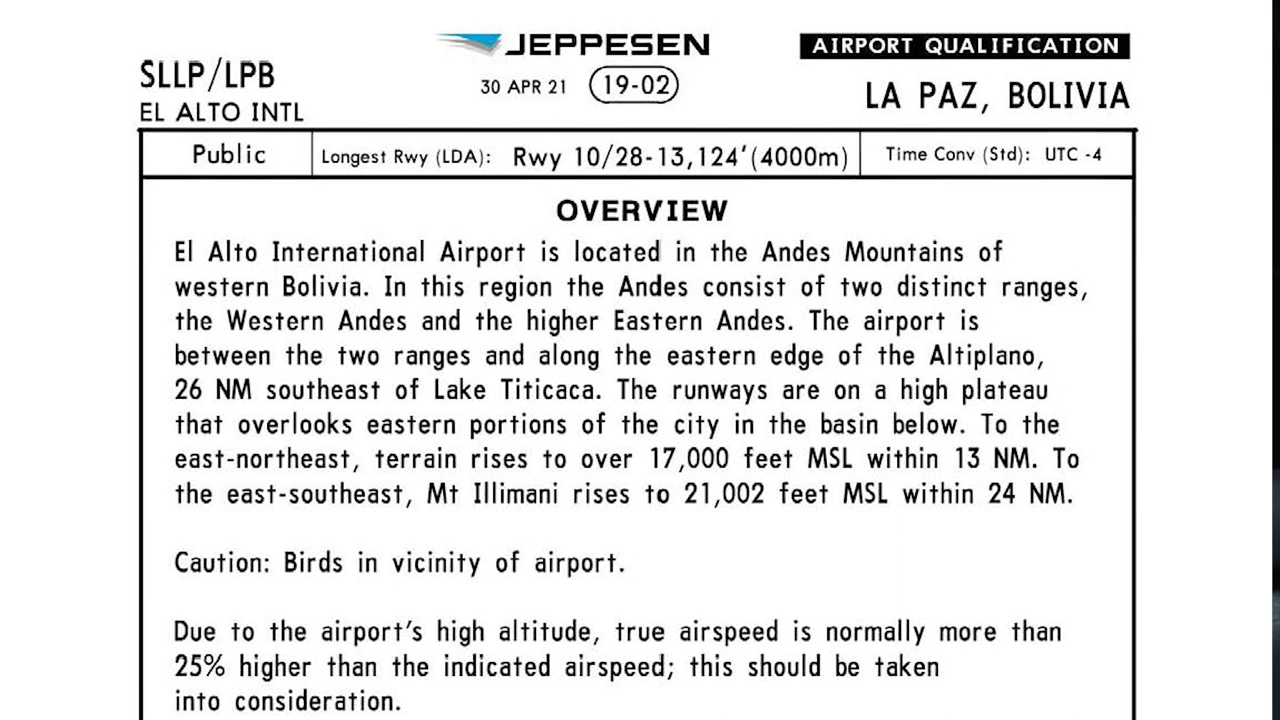 JEPPESEN
AIRPORT QUALIFICATION
SLLP/LPB
30 APR 21
19-02
LA PAZ, BOLIVIA
EL ALTO INTL
Public
Longest Rwy (LDA): Rwy 10/28-13,124'(4000m)
Time Conv (Std): UTC -4
OVERVIEW
El Alto International Airport is located in the Andes Mountains of
western Bolivia. In this region the Andes consist of two distinct ranges,
the Western Andes and the higher Eastern Andes. The airport is
between the two ranges and along the eastern edge of the Altiplano,
26 NM southeast of Lake Titicaca. The runways are on a high plateau
that overlooks eastern portions of the city in the basin below. To the
east-northeast, terrain rises to over 17,000 feet MSL within 13 NM. To
the east-southeast, Mt Illimani rises to 21,002 feet MSL within 24 NM.
Caution: Birds in vicinity of airport.
Due to the airport's high altitude, true airspeed is normally more than
25% higher than the indicated airspeed; this should be taken
into consideration.